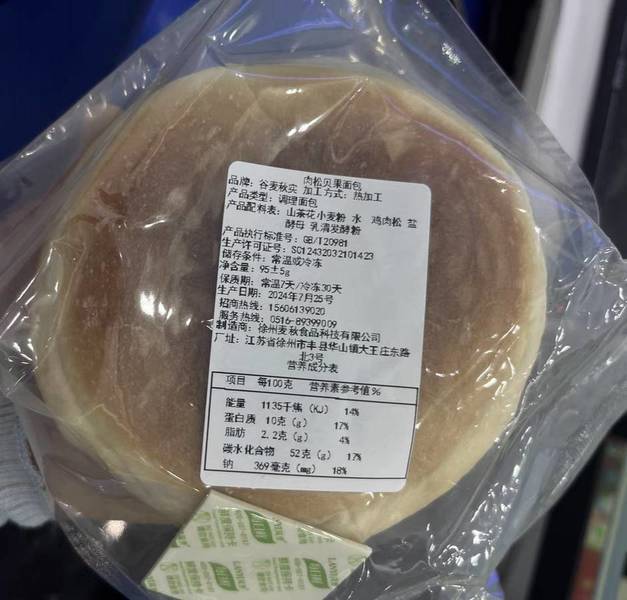 肉松贝果面包
品牌：谷麦秋实 加工方式：热加工
产品类型：调理面包
产品配料表：山茶花小麦粉 水 鸡肉松 盐
酵母 乳清发酵粉
产品执行标准号：GB/T20981
生产许可证号：SC12432032101423
储存条件：常温或冷冻
净含量：95±5g
保质期：常温7天/冷冻30天
生产日期：2024年7月25号
招商热线：15606139020
服务热线：0516-89399009
制造商：徐州麦秋食品科技有限公司
厂址：江苏省徐州市丰县华山镇大王庄东路
北3号
营养成分表
项目 每100克 营养素参考值%
能量 1135千焦（KJ） 14%
蛋白质 10克（g） 17%
脂肪 2.2克（g） 4%
碳水化合物 52克（g） 17%
钠 369毫克（mg） 18%